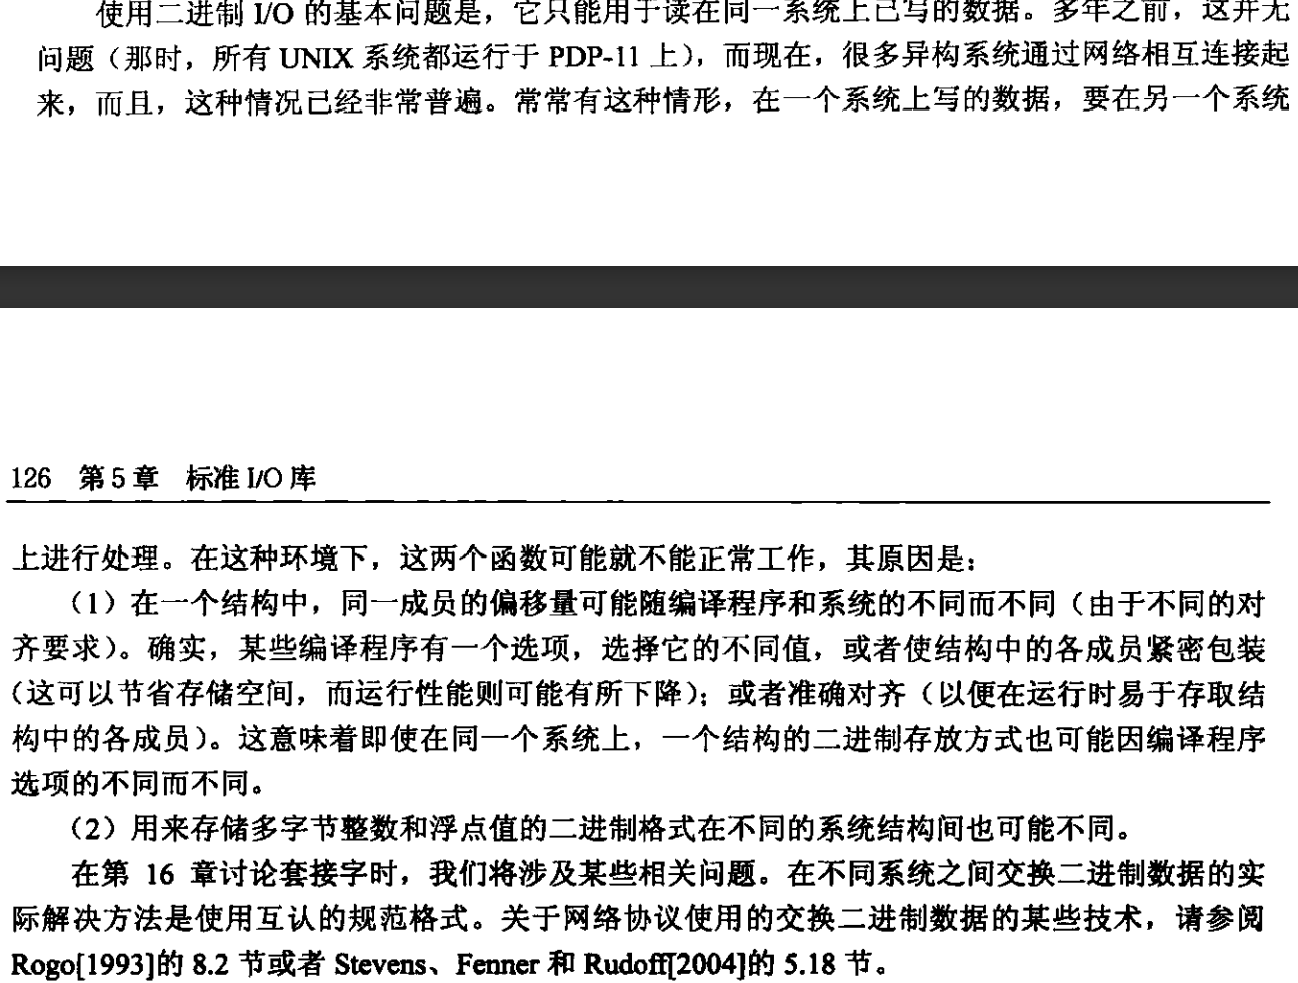 使用二进制 I/O 的基本问题是，它只能用于读在同一系统上已写的数据。多年之前，这并无
问题（那时，所有 UNIX 系统都运行于 PDP-11 上），而现在，很多异构系统通过网络相互连接起
来，而且，这种情况已经非常普遍。常常有这种情形，在一个系统上写的数据，要在另一个系统
126 第 5 章 标准 I/O 库
上进行处理。在这种环境下，这两个函数可能就不能正常工作，其原因是：
（1）在一个结构中，同一成员的偏移量可能随编译程序和系统的不同而不同（由于不同的对
齐要求）。确实，某些编译程序有一个选项，选择它的不同值，或者使结构中的各成员紧密包装
（这可以节省存储空间，而运行性能则可能有所下降）；或者准确对齐（以便在运行时易于存取结
构中的各成员）。这意味着即使在同一个系统上，一个结构的二进制存放方式也可能因编译程序
选项的不同而不同。
（2）用来存储多字节整数和浮点值的二进制格式在不同的系统结构间也可能不同。
在第 16 章讨论套接字时，我们将涉及某些相关问题。在不同系统之间交换二进制数据的实
际解决方法是使用互认的规范格式。关于网络协议使用的交换二进制数据的某些技术，请参阅
Rogo[1993]的 8.2 节或者 Stevens、Fenner 和 Rudoff[2004]的 5.18 节。